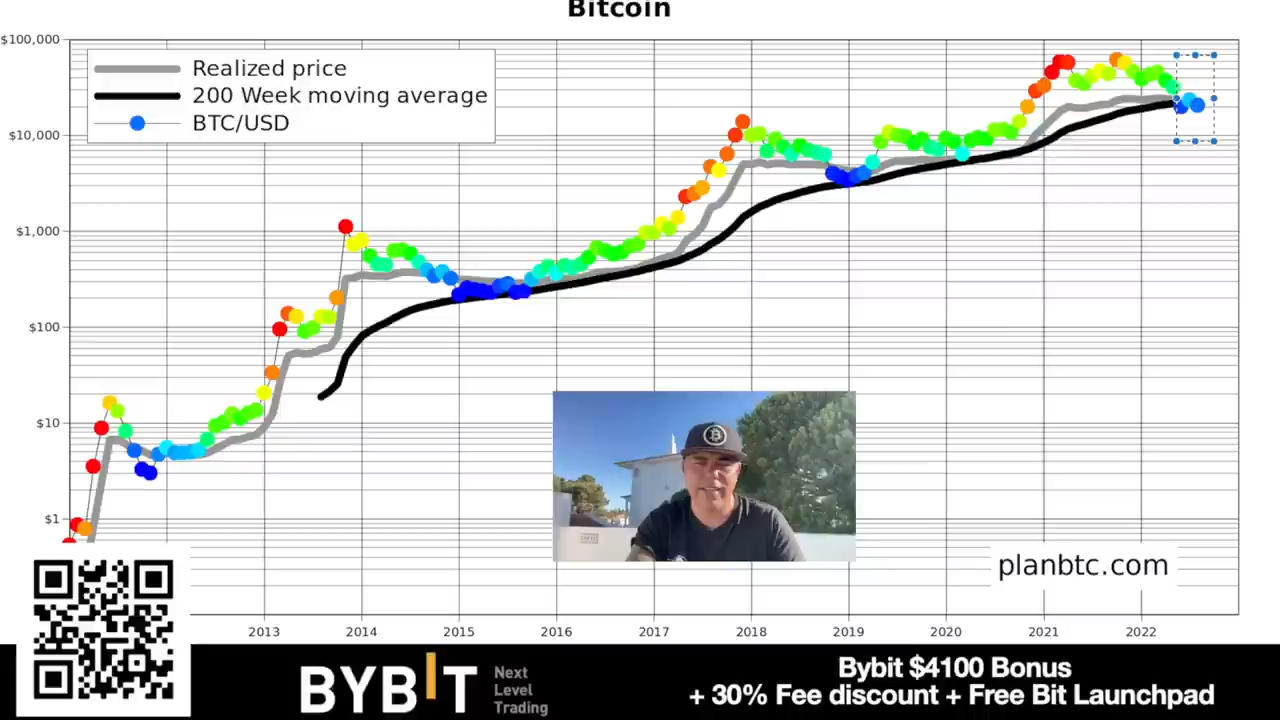 Bitcoin
$100,000
Realized price
200 Week moving average
BTC/USD
$10,000
$1,000
$100
$10
$1
planbtc.com
2013 2014 2015 2016 2017 2018 2019 2020 2021 2022
BYBIT
Next
Level
Trading
Bybit $4100 Bonus
+ 30% Fee discount + Free Bit Launchpad